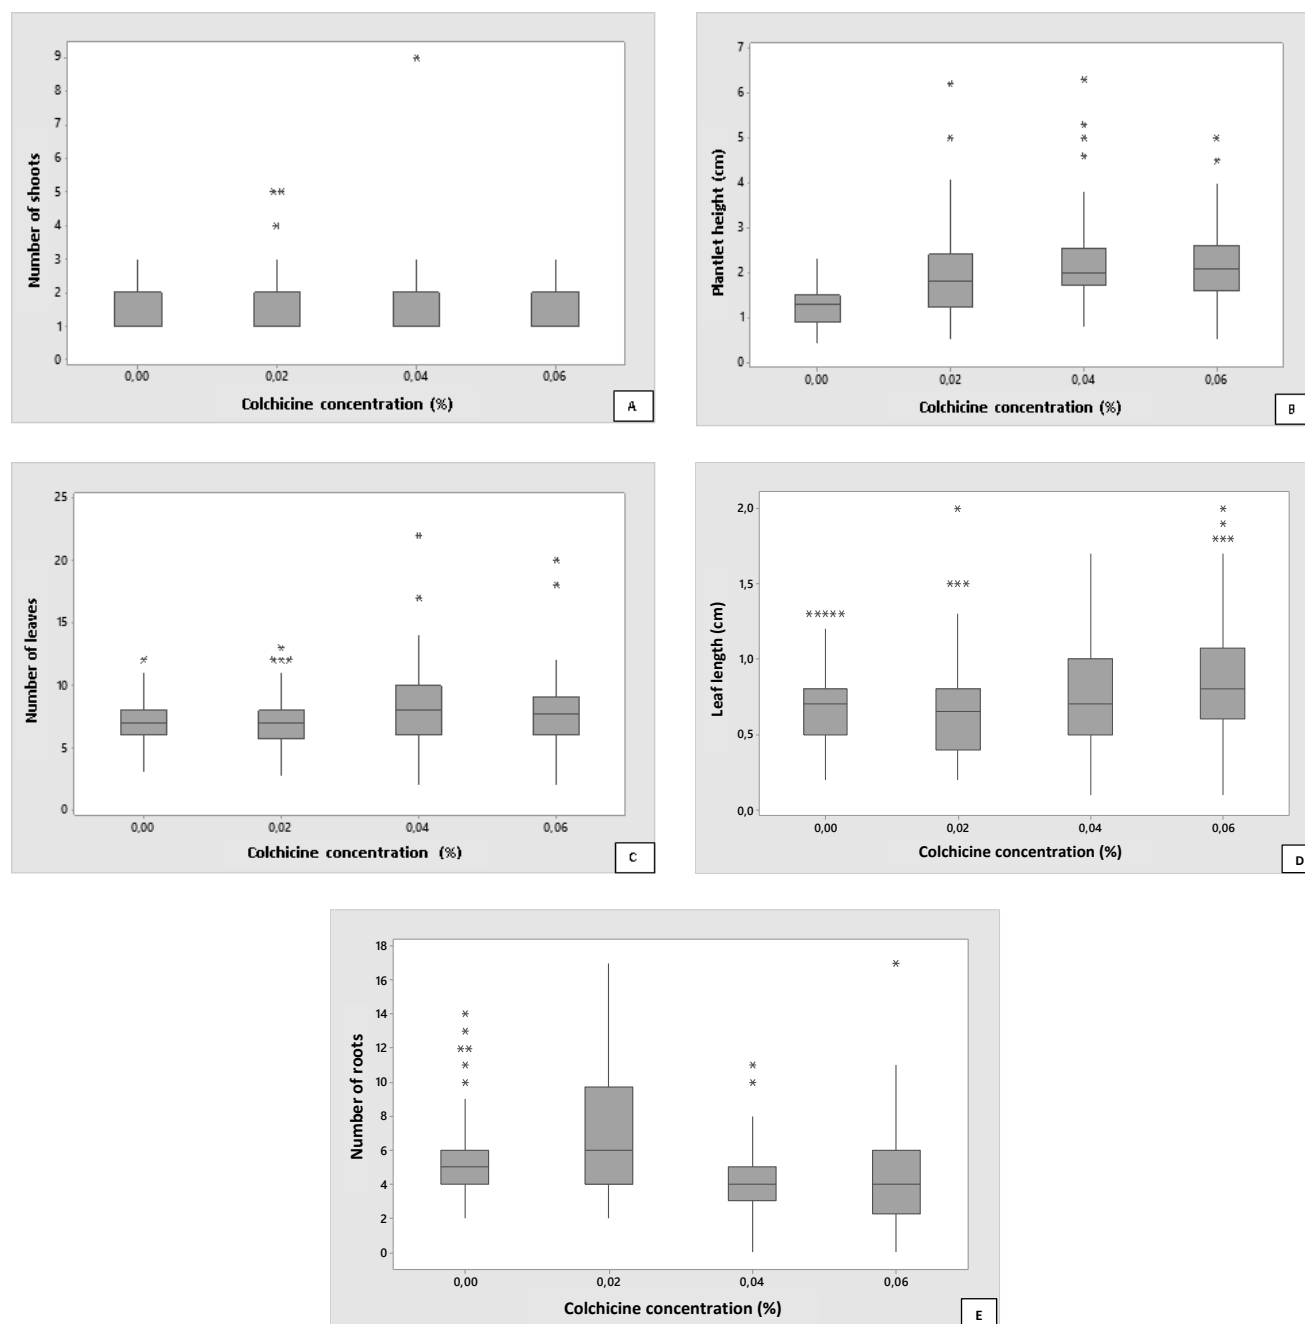 Number of shoots
9
8
7
6
5
4
3
2
1
0
0,00 0,02 0,04 0,06
Colchicine concentration (%)
A
Plantlet height (cm)
7
6
5
4
3
2
1
0
0,00 0,02 0,04 0,06
Colchicine concentration (%)
B
Number of leaves
25
20
15
10
5
0
0,00 0,02 0,04 0,06
Colchicine concentration (%)
C
Leaf length (cm)
2,0
1,5
1,0
0,5
0,0
0,00 0,02 0,04 0,06
Colchicine concentration (%)
D
Number of roots
18
16
14
12
10
8
6
4
2
0
0,00 0,02 0,04 0,06
Colchicine concentration (%)
E